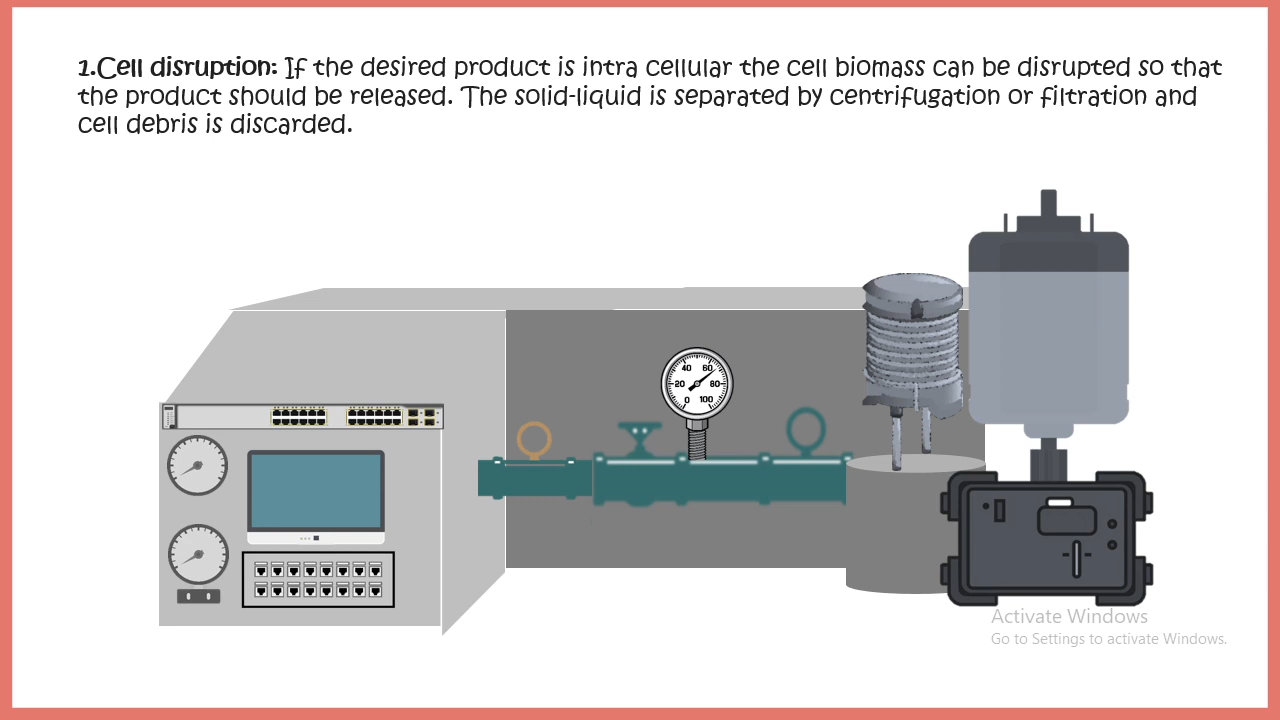 1.Cell disruption: If the desired product is intra cellular the cell biomass can be disrupted so that
the product should be released. The solid-liquid is separated by centrifugation or filtration and
cell debris is discarded.
40 60
20 80
0 100
Activate Windows
Go to Settings to activate Windows.